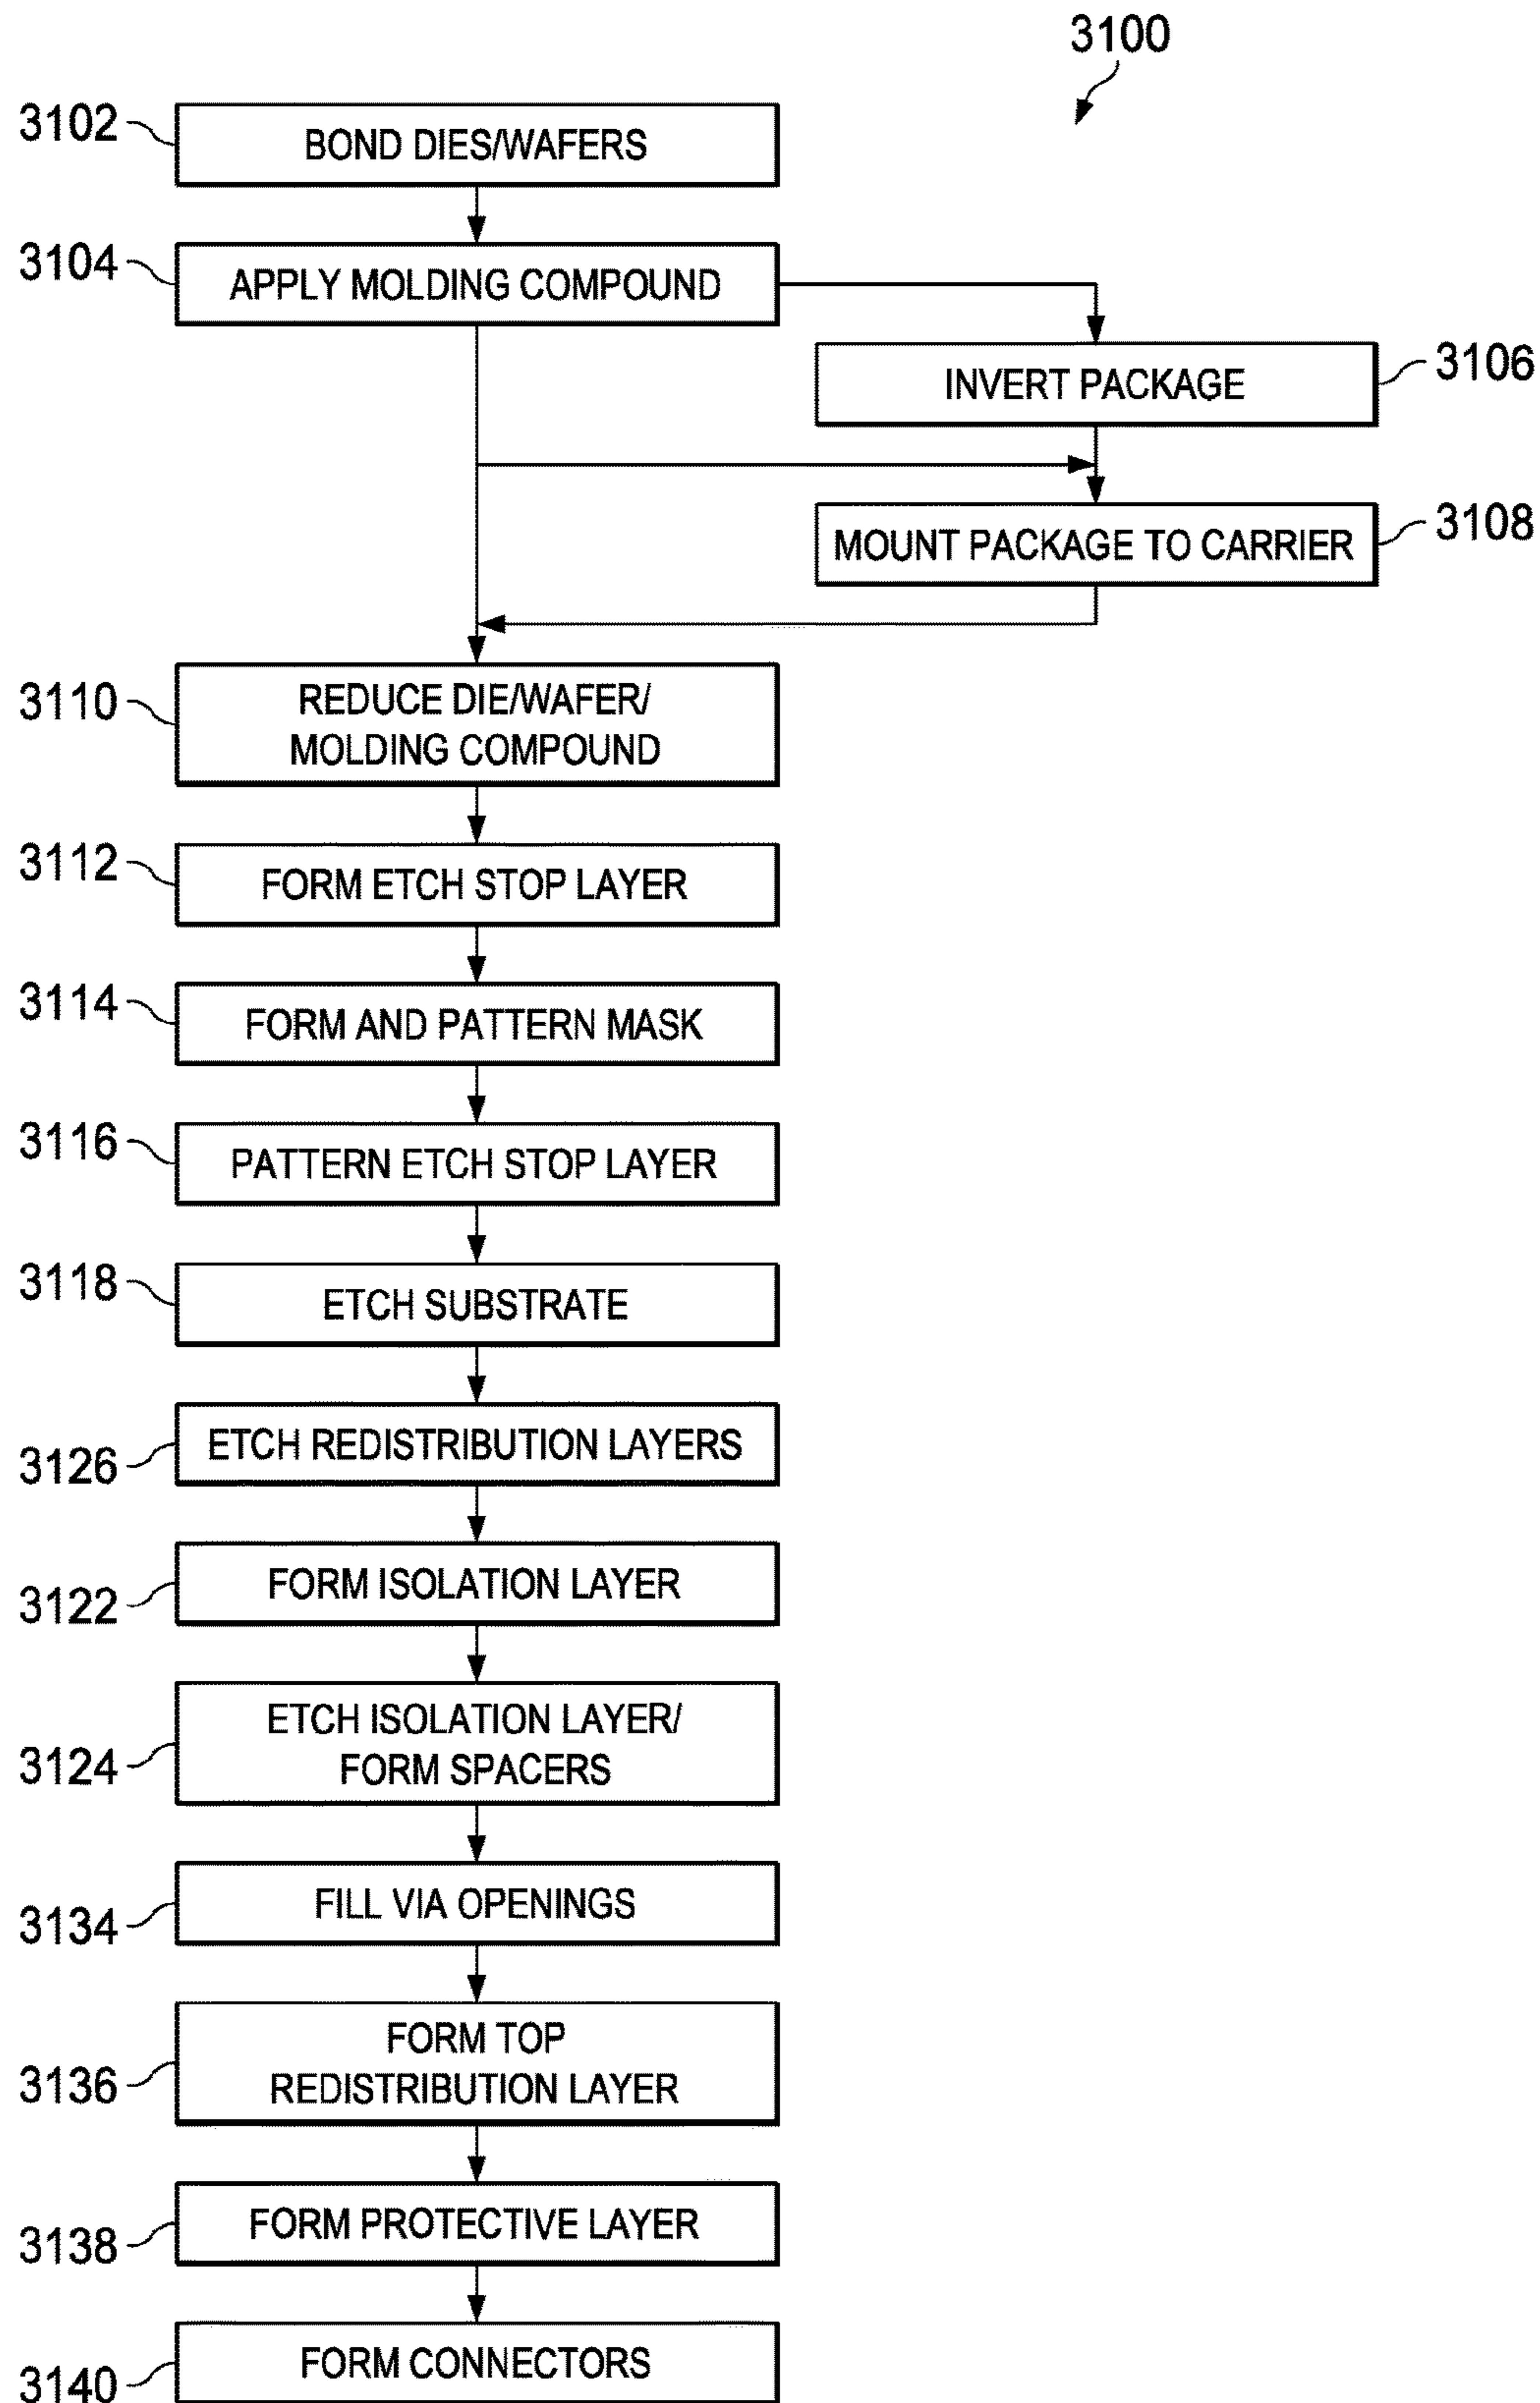 3100
3102
BOND DIES/WAFERS
3104
APPLY MOLDING COMPOUND
INVERT PACKAGE
3106
MOUNT PACKAGE TO CARRIER
3108
3110
REDUCE DIE/WAFER/
MOLDING COMPOUND
3112
FORM ETCH STOP LAYER
3114
FORM AND PATTERN MASK
3116
PATTERN ETCH STOP LAYER
3118
ETCH SUBSTRATE
3126
ETCH REDISTRIBUTION LAYERS
3122
FORM ISOLATION LAYER
3124
ETCH ISOLATION LAYER/
FORM SPACERS
3134
FILL VIA OPENINGS
3136
FORM TOP
REDISTRIBUTION LAYER
3138
FORM PROTECTIVE LAYER
3140
FORM CONNECTORS